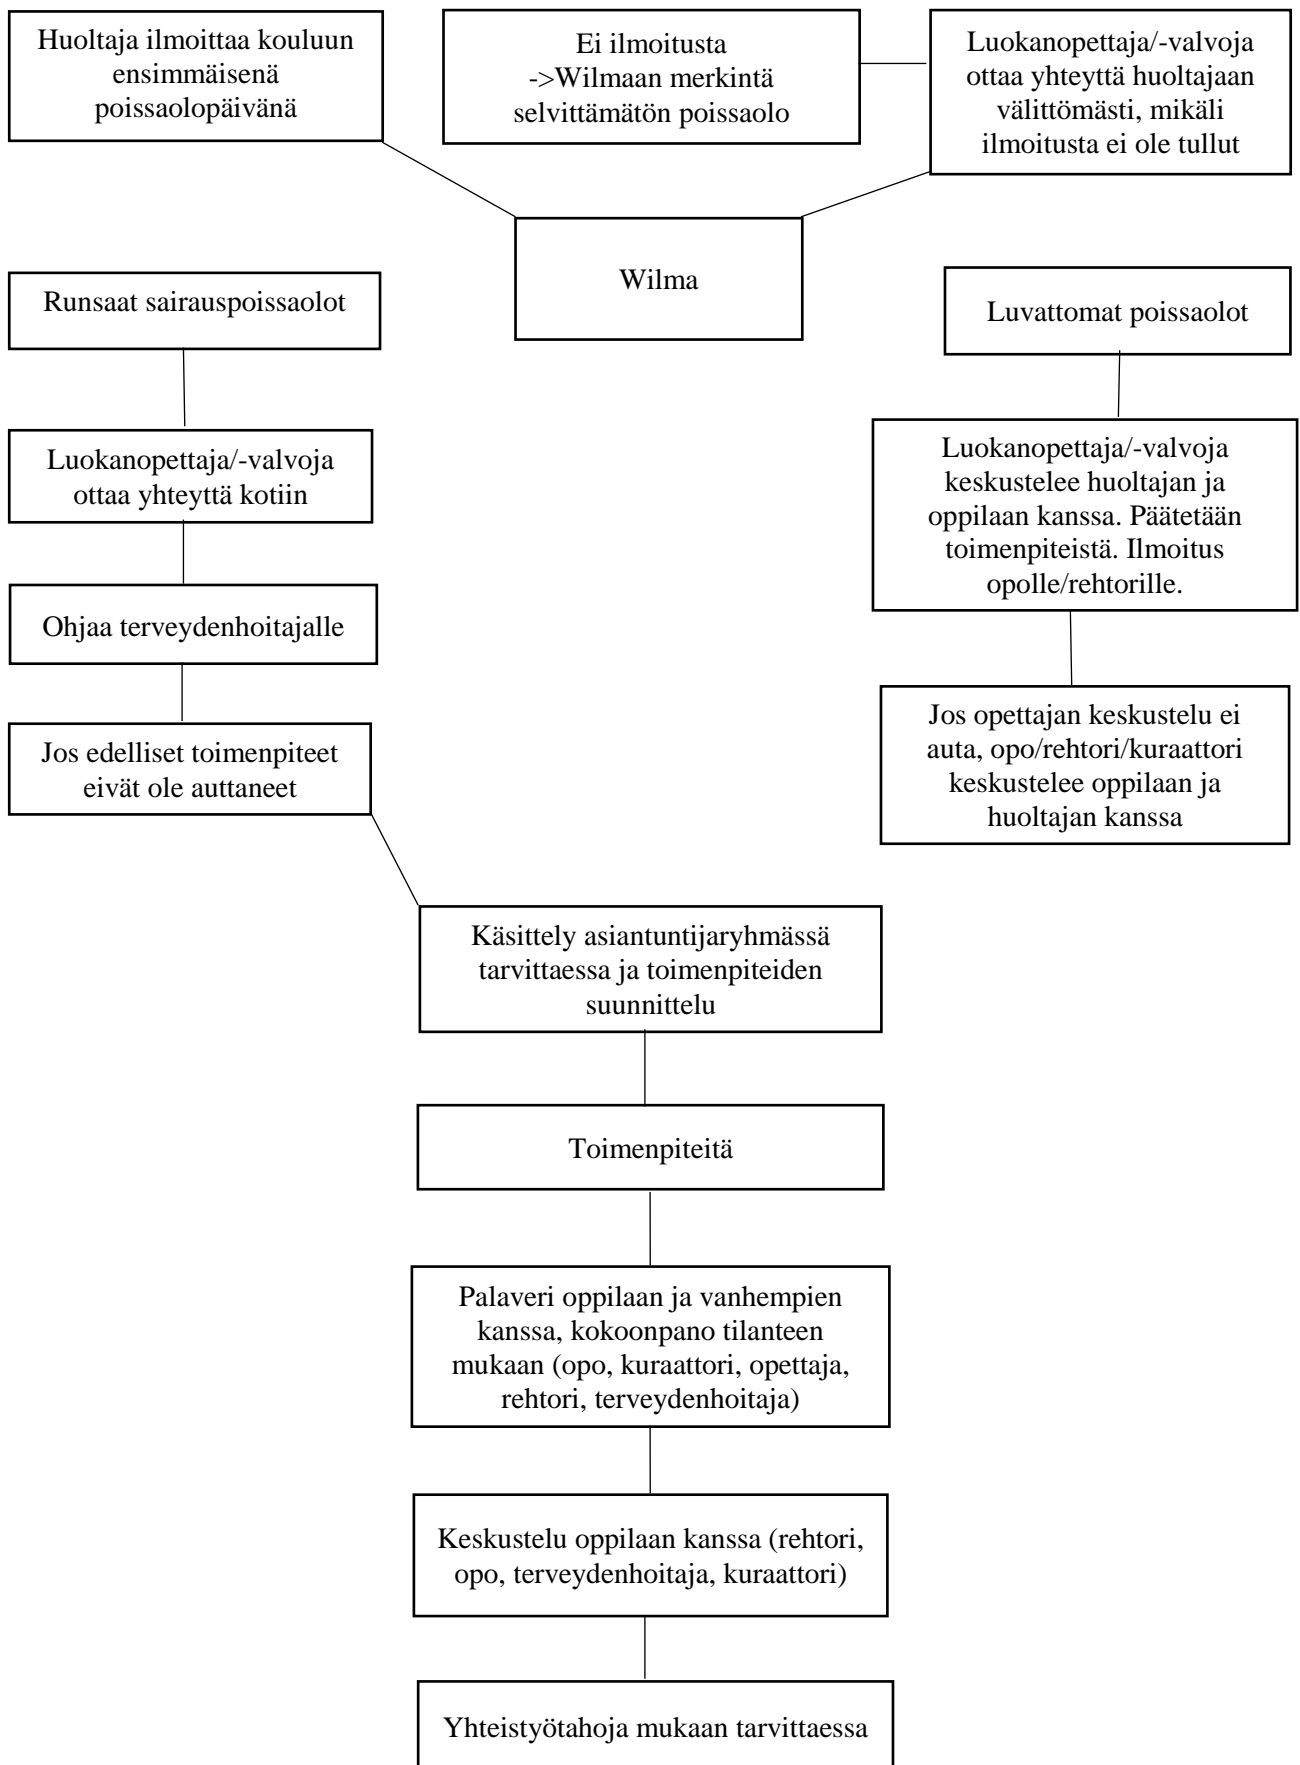 Huoltaja ilmoittaa kouluun
ensimmäisenä
poissaolopäivänä
Ei ilmoitusta
->Wilmaan merkintä
selvittämätön poissaolo
Luokanopettaja/-valvoja
ottaa yhteyttä huoltajaan
välittömästi, mikäli
ilmoitusta ei ole tullut
Wilma
Runsaat sairauspoissaolot
Luvattomat poissaolot
Luokanopettaja/-valvoja
ottaa yhteyttä kotiin
Luokanopettaja/-valvoja
keskustelee huoltajan ja
oppilaan kanssa. Päätetään
toimenpiteistä. Ilmoitus
opolle/rehtorille.
Ohjaa terveydenhoitajalle
Jos edelliset toimenpiteet
eivät ole auttaneet
Jos opettajan keskustelu ei
auta, opo/rehtori/kuraattori
keskustelee oppilaan ja
huoltajan kanssa
Käsittely asiantuntijaryhmässä
tarvittaessa ja toimenpiteiden
suunnittelu
Toimenpiteitä
Palaveri oppilaan ja vanhempien
kanssa, kokoonpano tilanteen
mukaan (opo, kuraattori, opettaja,
rehtori, terveydenhoitaja)
Keskustelu oppilaan kanssa (rehtori,
opo, terveydenhoitaja, kuraattori)
Yhteistyötahoja mukaan tarvittaessa